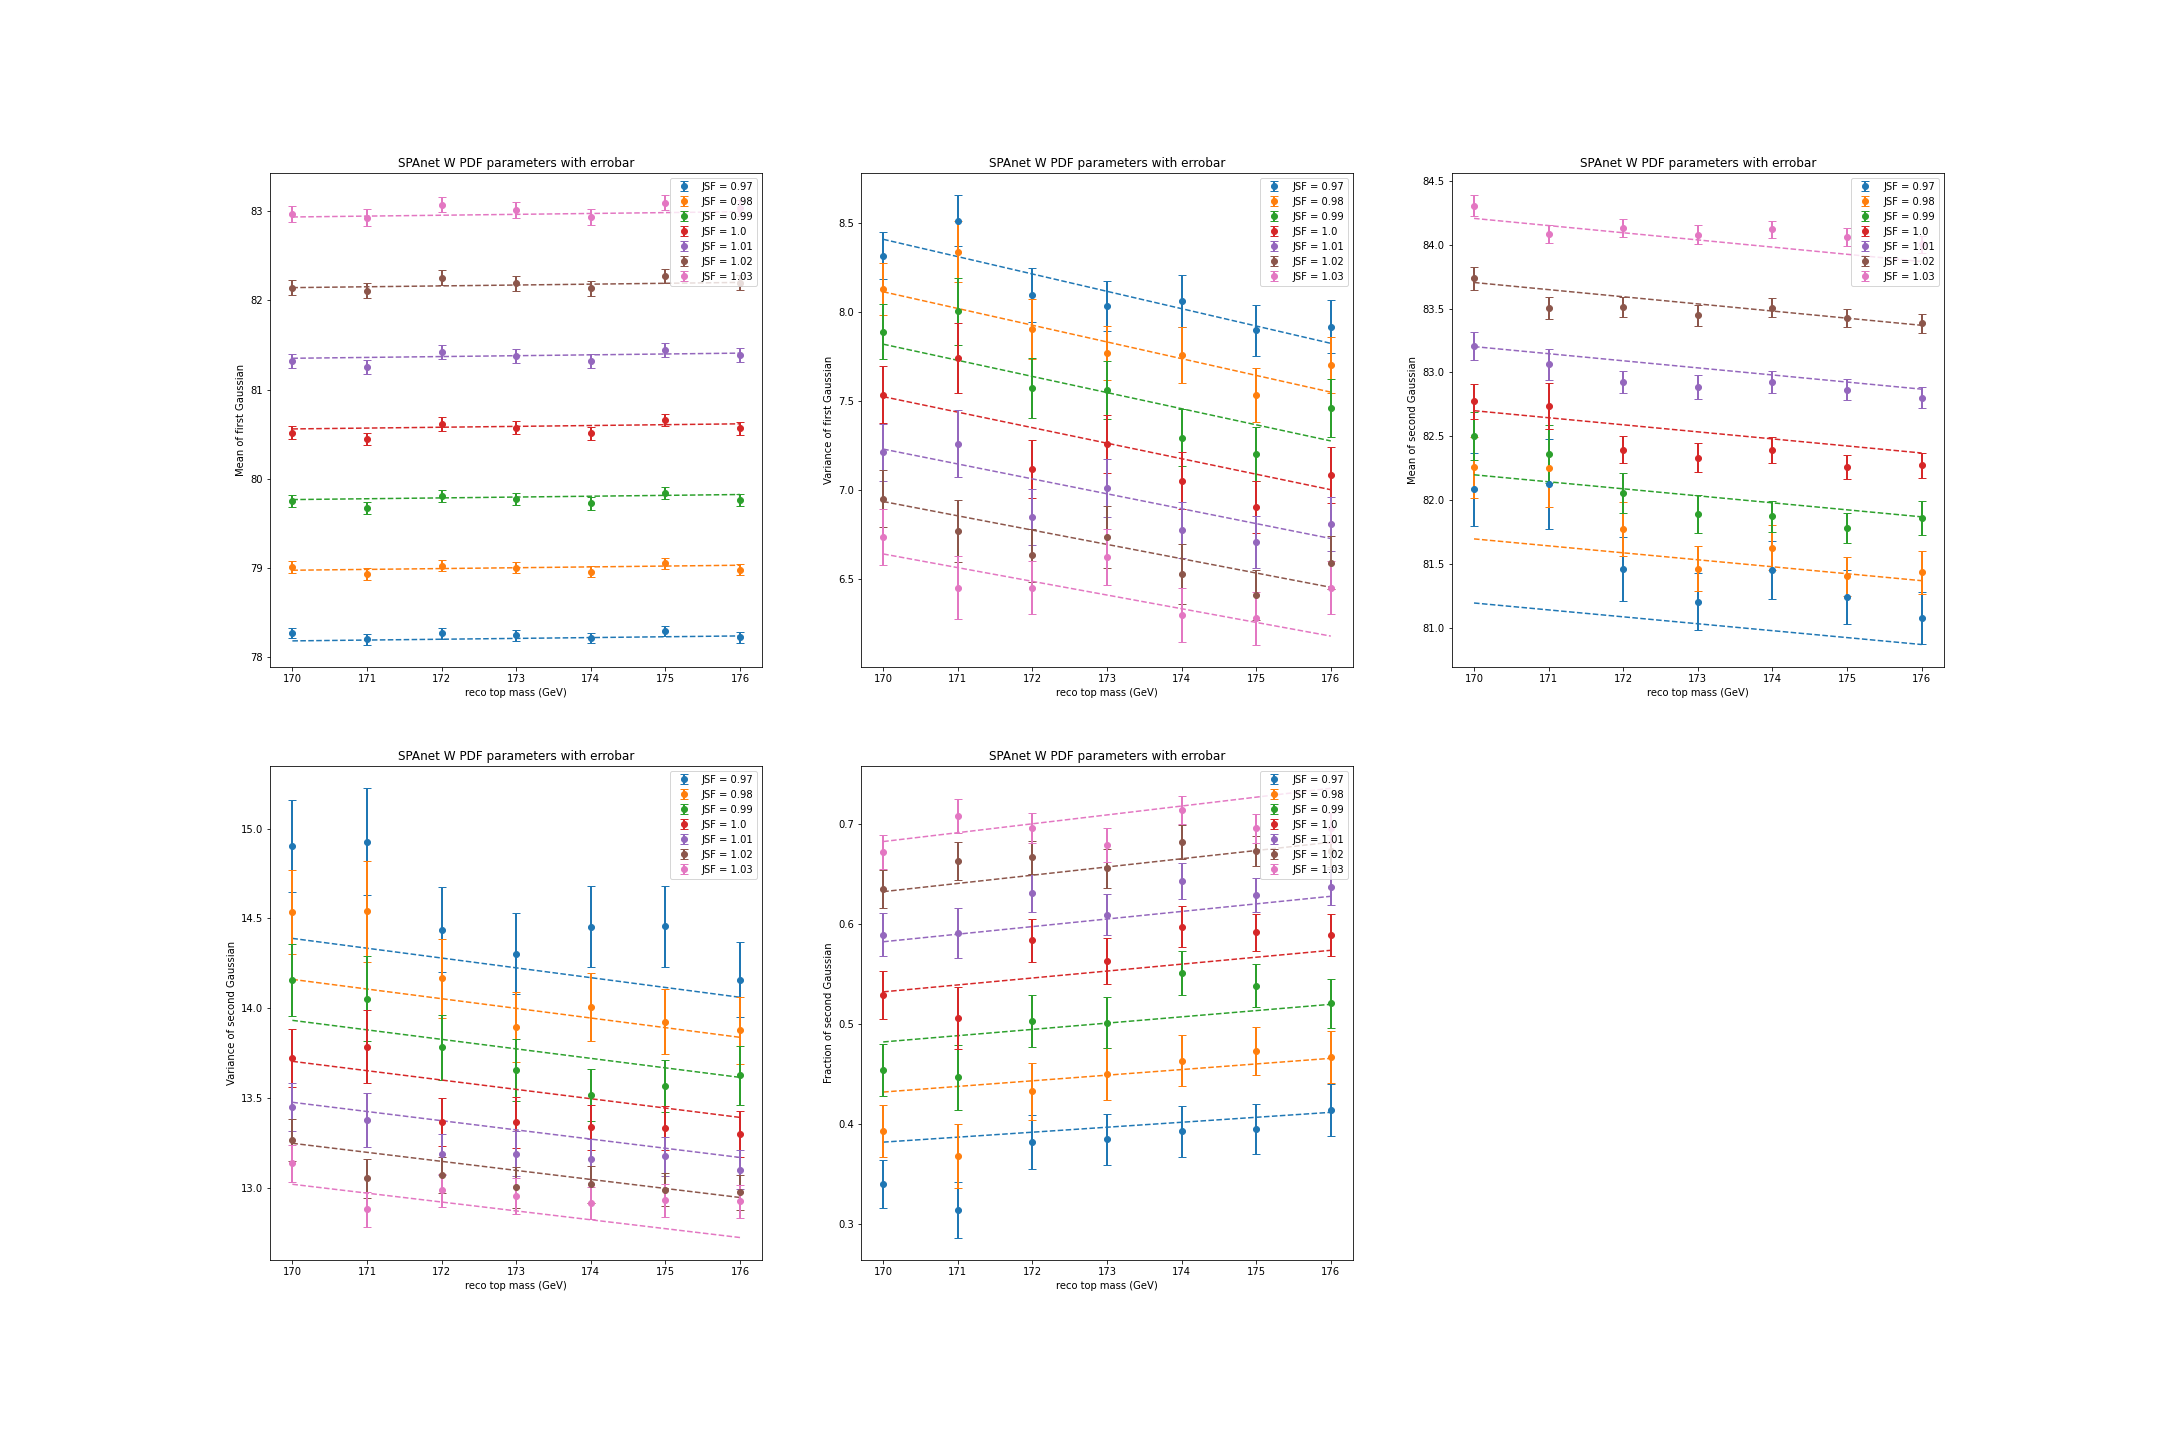 SPAnet W PDF parameters with errobar
Mean of first Gaussian
83
82
81
80
79
78
170 171 172 173 174 175 176
reco top mass (GeV)
JSF = 0.97
JSF = 0.98
JSF = 0.99
JSF = 1.0
JSF = 1.01
JSF = 1.02
JSF = 1.03
SPAnet W PDF parameters with errobar
Variance of first Gaussian
8.5
8.0
7.5
7.0
6.5
170 171 172 173 174 175 176
reco top mass (GeV)
JSF = 0.97
JSF = 0.98
JSF = 0.99
JSF = 1.0
JSF = 1.01
JSF = 1.02
JSF = 1.03
SPAnet W PDF parameters with errobar
Mean of second Gaussian
84.5
84.0
83.5
83.0
82.5
82.0
81.5
81.0
170 171 172 173 174 175 176
reco top mass (GeV)
JSF = 0.97
JSF = 0.98
JSF = 0.99
JSF = 1.0
JSF = 1.01
JSF = 1.02
JSF = 1.03
SPAnet W PDF parameters with errobar
Variance of second Gaussian
15.0
14.5
14.0
13.5
13.0
170 171 172 173 174 175 176
reco top mass (GeV)
JSF = 0.97
JSF = 0.98
JSF = 0.99
JSF = 1.0
JSF = 1.01
JSF = 1.02
JSF = 1.03
SPAnet W PDF parameters with errobar
Fraction of second Gaussian
0.7
0.6
0.5
0.4
0.3
170 171 172 173 174 175 176
reco top mass (GeV)
JSF = 0.97
JSF = 0.98
JSF = 0.99
JSF = 1.0
JSF = 1.01
JSF = 1.02
JSF = 1.03